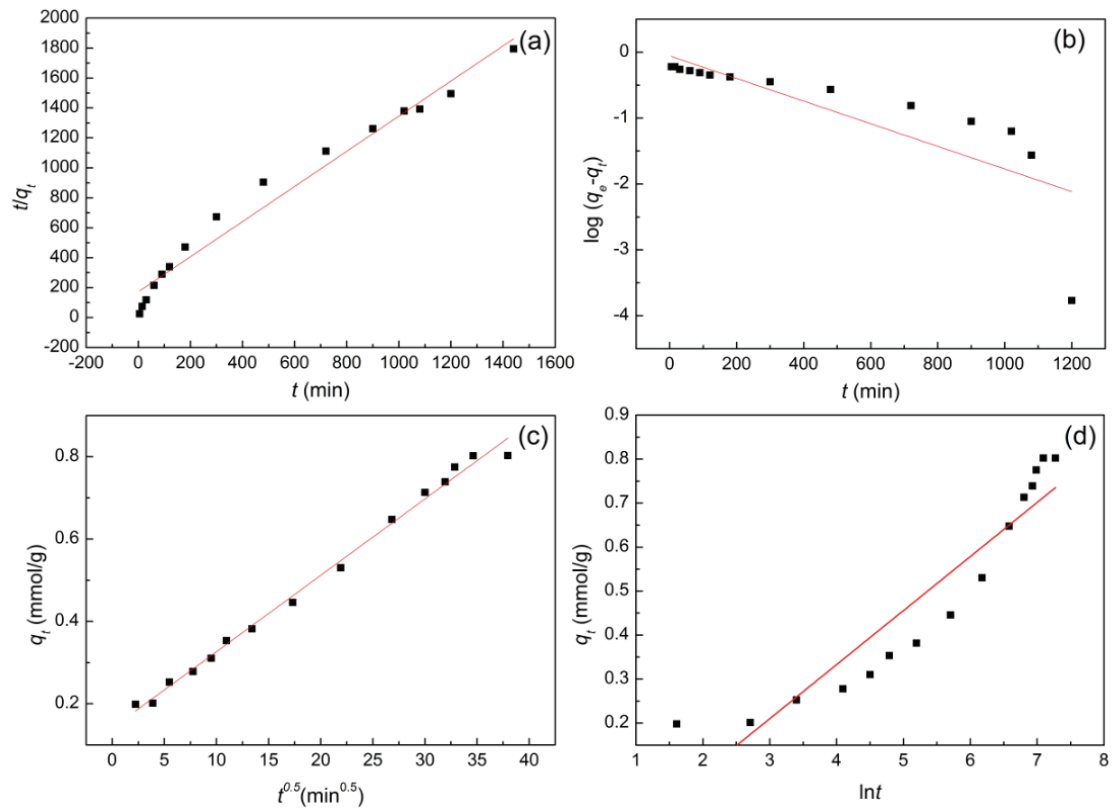 2000
1800
1600
1400
1200
1000
800
600
400
200
0
-200
-200 0 200 400 600 800 1000 1200 1400 1600
t/qt
t (min)
(a)
0
-1
-2
-3
-4
0 200 400 600 800 1000 1200
log (qe-qt)
t (min)
(b)
0.8
0.6
0.4
0.2
0 5 10 15 20 25 30 35 40
qt (mmol/g)
t0.5(min0.5)
(c)
0.9
0.8
0.7
0.6
0.5
0.4
0.3
0.2
1 2 3 4 5 6 7 8
qt (mmol/g)
lnt
(d)